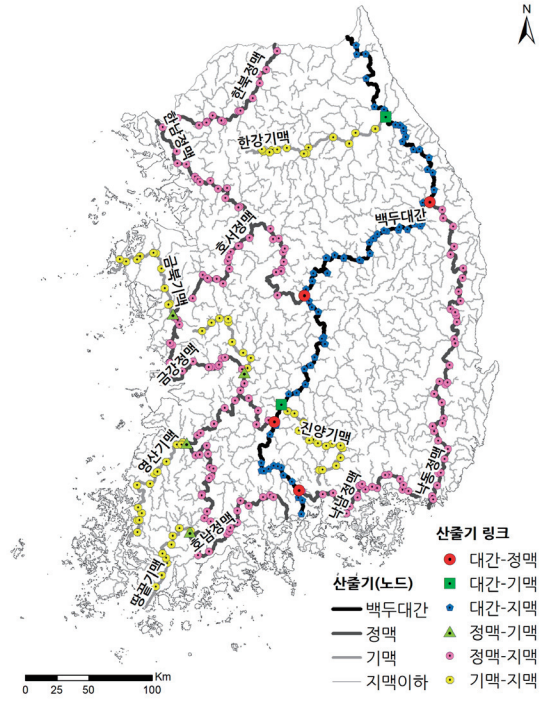 N
한북정맥
한남정맥
한강기맥
백두대간
호서정맥
금북기맥
금강정맥
진양기맥
영산기맥
낙동정맥
낙남정맥
호남정맥
땅끝기맥
산줄기 링크
대간-정맥
대간-기맥
대간-지맥
정맥-기맥
정맥-지맥
기맥-지맥
산줄기(노드)
백두대간
정맥
기맥
지맥이하
Km
0 25 50 100